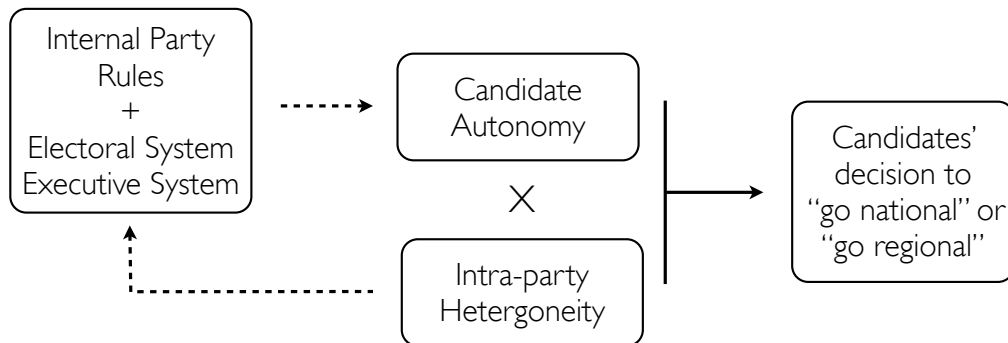 Internal Party
Rules
+
Electoral System
Executive System
Candidate
Autonomy
X
Intra-party
Hetergoneity
Candidates’
decision to
“go national” or
“go regional”